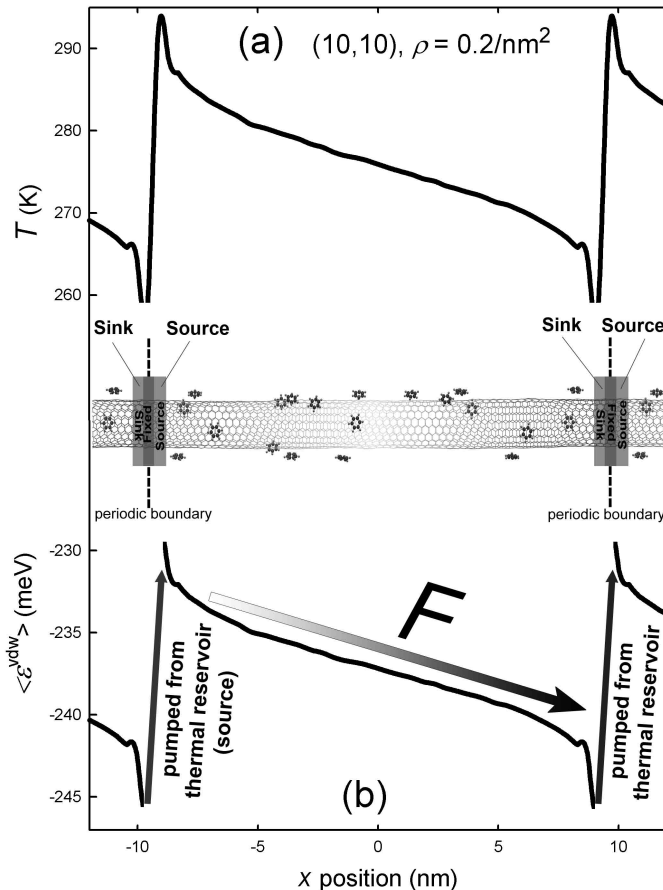 (a) (10,10), ρ = 0.2/nm²
T (K)
290
280
270
260
Sink Source
Sink Source
Sink
Fixed
Source
Sink
Fixed
Source
periodic boundary
periodic boundary
<ε^vdw> (meV)
-230
-235
-240
-245
F
pumped from
thermal reservoir
(source)
pumped from
thermal reservoir
(b)
-10 -5 0 5 10
x position (nm)